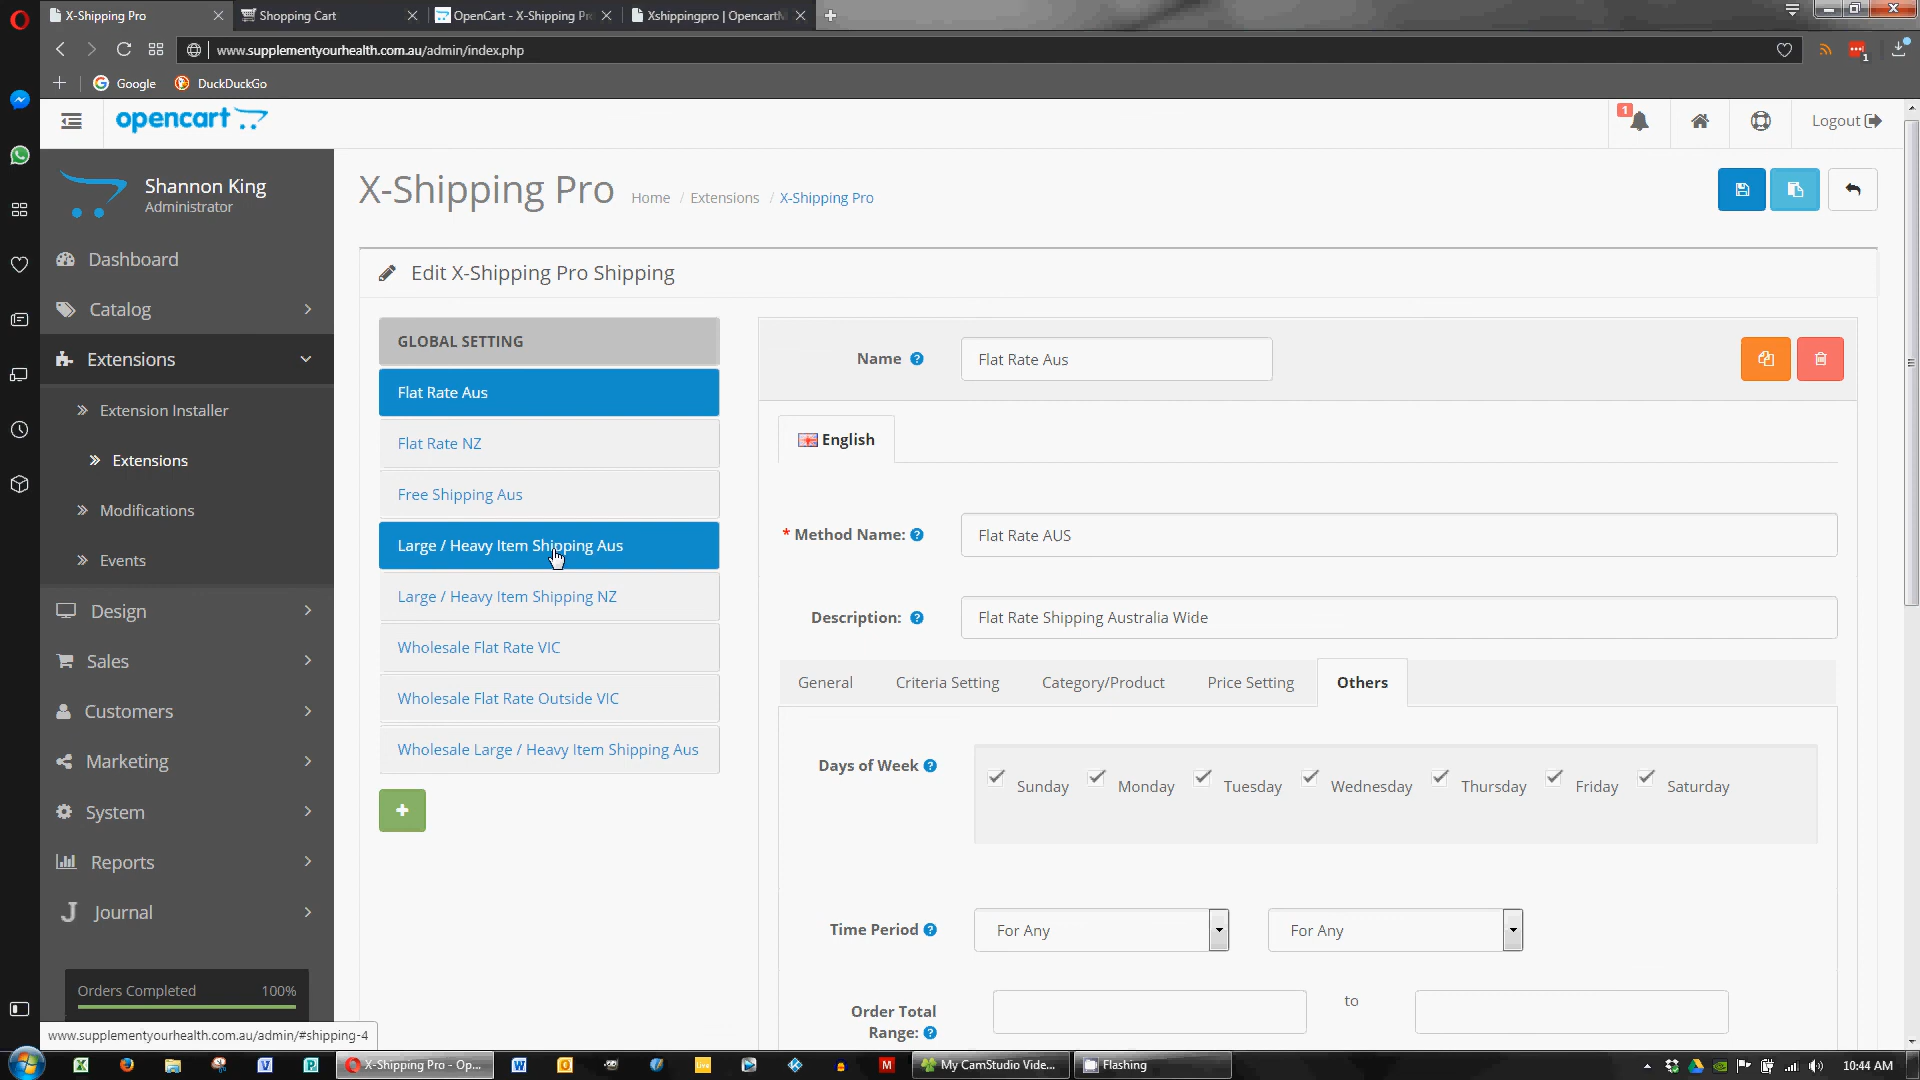 X-Shipping Pro
Shopping Cart
OpenCart - X-Shipping Pr
Xshippingpro | Opencart
www.supplementyourhealth.com.au/admin/index.php
1
Google
DuckDuckGo
opencart
1
Logout
Shannon King
Administrator
Dashboard
Catalog
Extensions
Extension Installer
Extensions
Modifications
Events
Design
Sales
Customers
Marketing
System
Reports
Journal
Orders Completed 100%
X-Shipping Pro
Home / Extensions / X-Shipping Pro
Edit X-Shipping Pro Shipping
GLOBAL SETTING
Flat Rate Aus
Flat Rate NZ
Free Shipping Aus
Large / Heavy Item Shipping Aus
Large / Heavy Item Shipping NZ
Wholesale Flat Rate VIC
Wholesale Flat Rate Outside VIC
Wholesale Large / Heavy Item Shipping Aus
Name
Flat Rate Aus
English
* Method Name:
Flat Rate AUS
Description:
Flat Rate Shipping Australia Wide
General
Criteria Setting
Category/Product
Price Setting
Others
Days of Week
Sunday Monday Tuesday Wednesday Thursday Friday Saturday
Time Period
For Any
For Any
Order Total
Range:
to
www.supplementyourhealth.com.au/admin/#shipping-4
X-Shipping Pro - Op...
My CamStudio Vide...
Flashing
10:44 AM